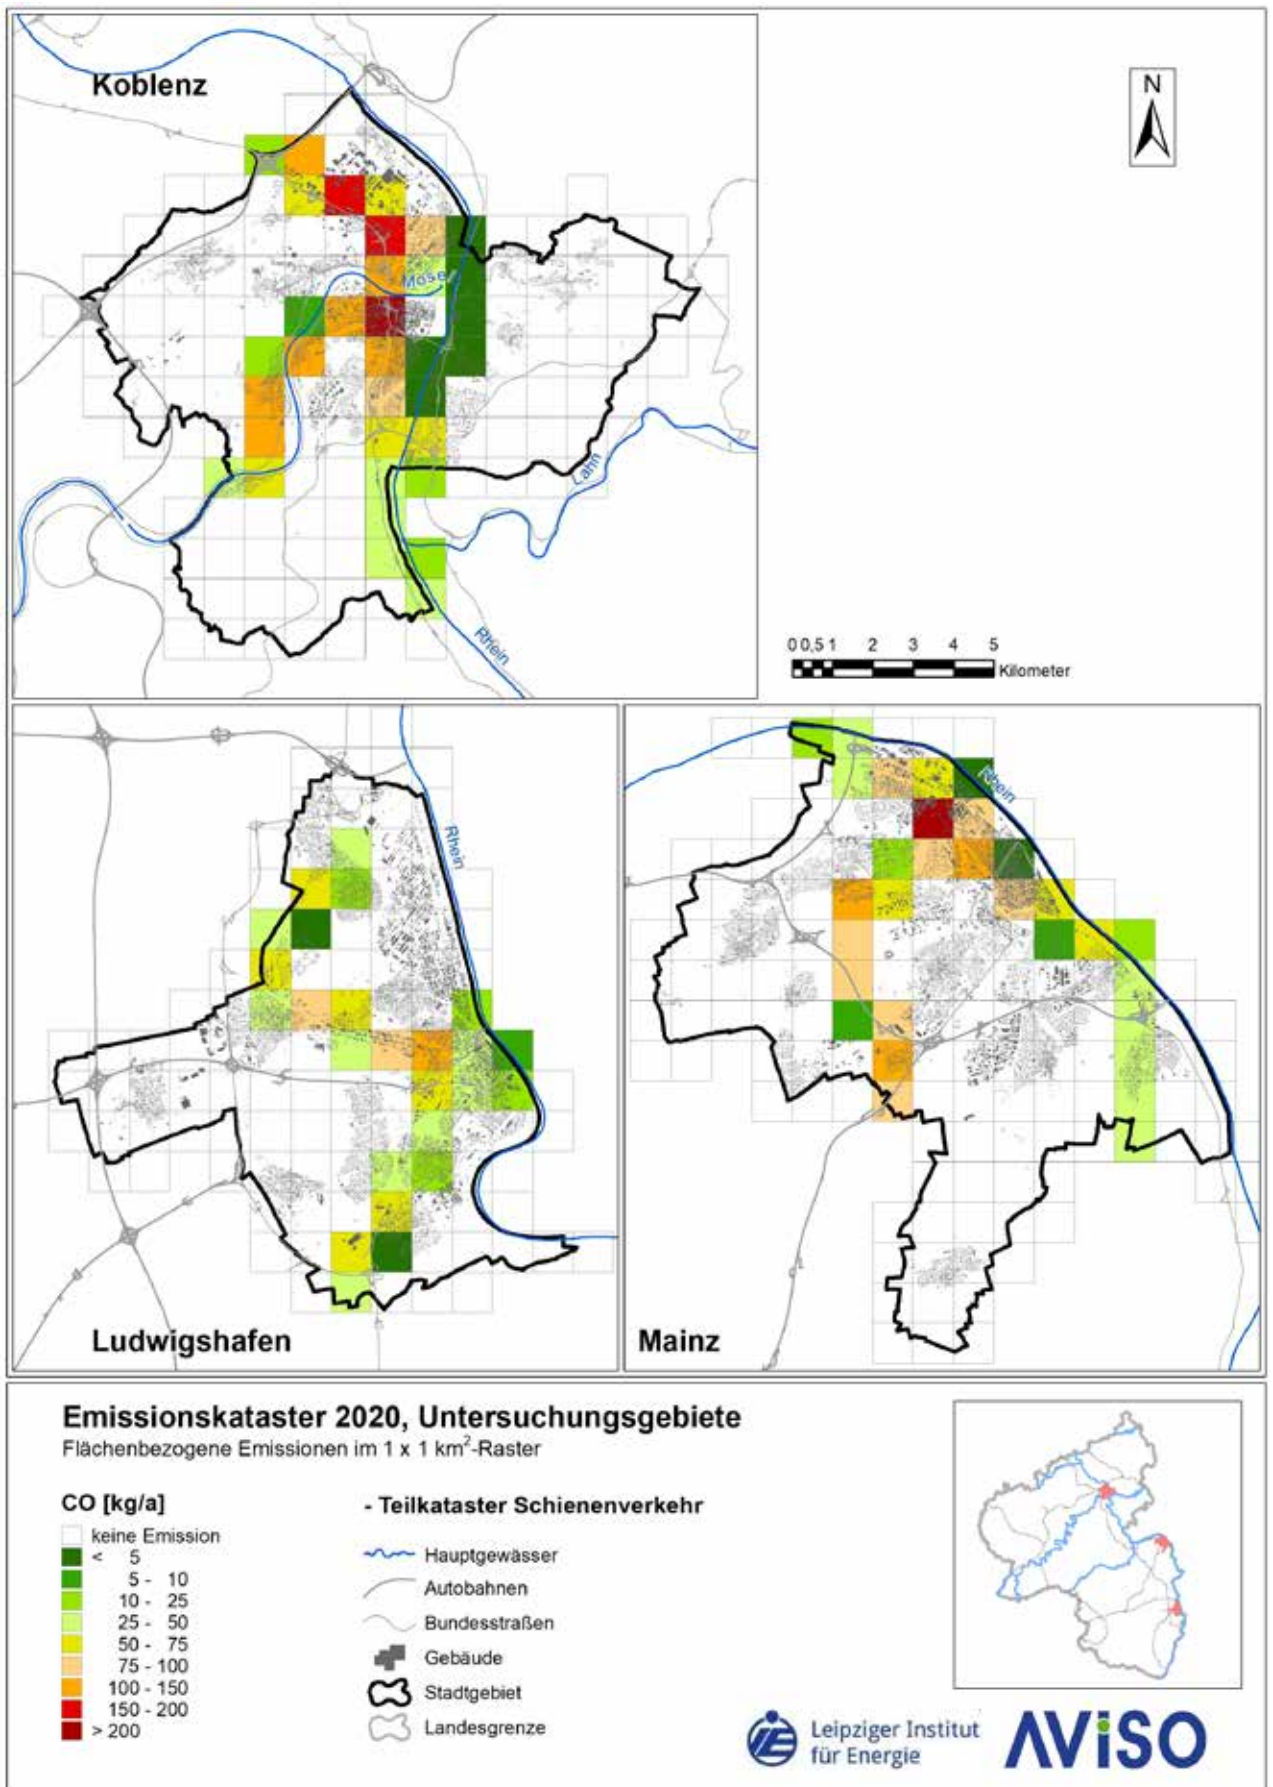 Koblenz
N
Mosel
Lahn
Rhein
0 0,5 1 2 3 4 5
Kilometer
Rhein
Rhein
Ludwigshafen
Mainz
Emissionskataster 2020, Untersuchungsgebiete
Flächenbezogene Emissionen im 1 x 1 km²-Raster
CO [kg/a]
keine Emission
< 5
5 - 10
10 - 25
25 - 50
50 - 75
75 - 100
100 - 150
150 - 200
> 200
- Teilkataster Schienenverkehr
Hauptgewässer
Autobahnen
Bundesstraßen
Gebäude
Stadtgebiet
Landesgrenze
Leipziger Institut
für Energie
AViSO